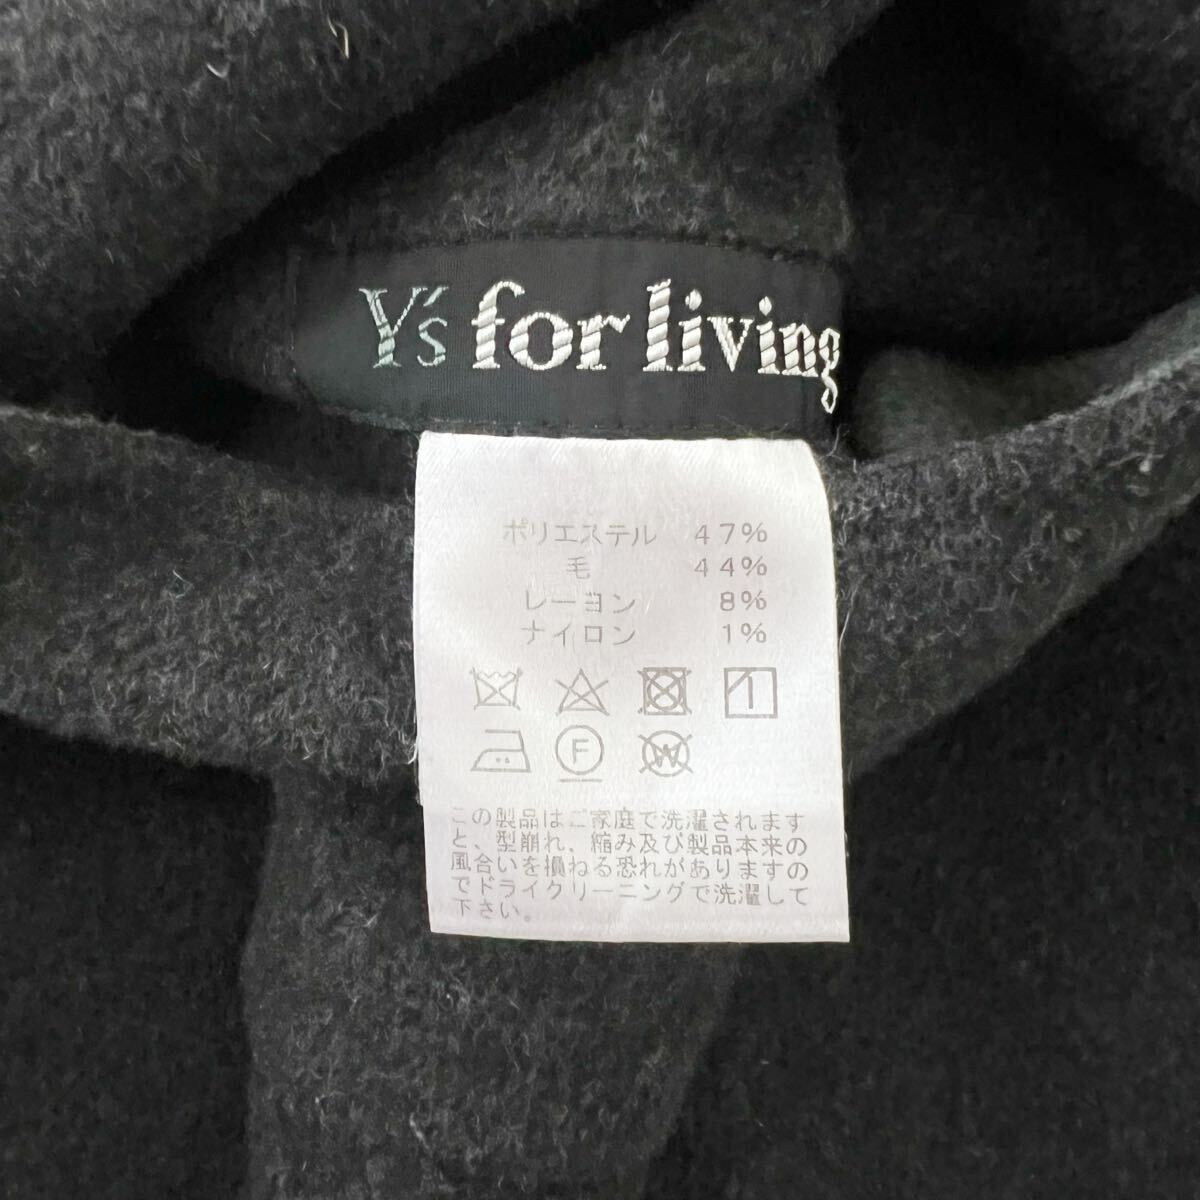 Y's for living
ポリエステル 47%
毛 44%
レーヨン 8%
ナイロン 1%
F W
この製品はご家庭で洗濯されます
と、型崩れ、縮み及び製品本来の
風合いを損ねる恐れがありますの
でドライクリーニングで洗濯して
下さい。